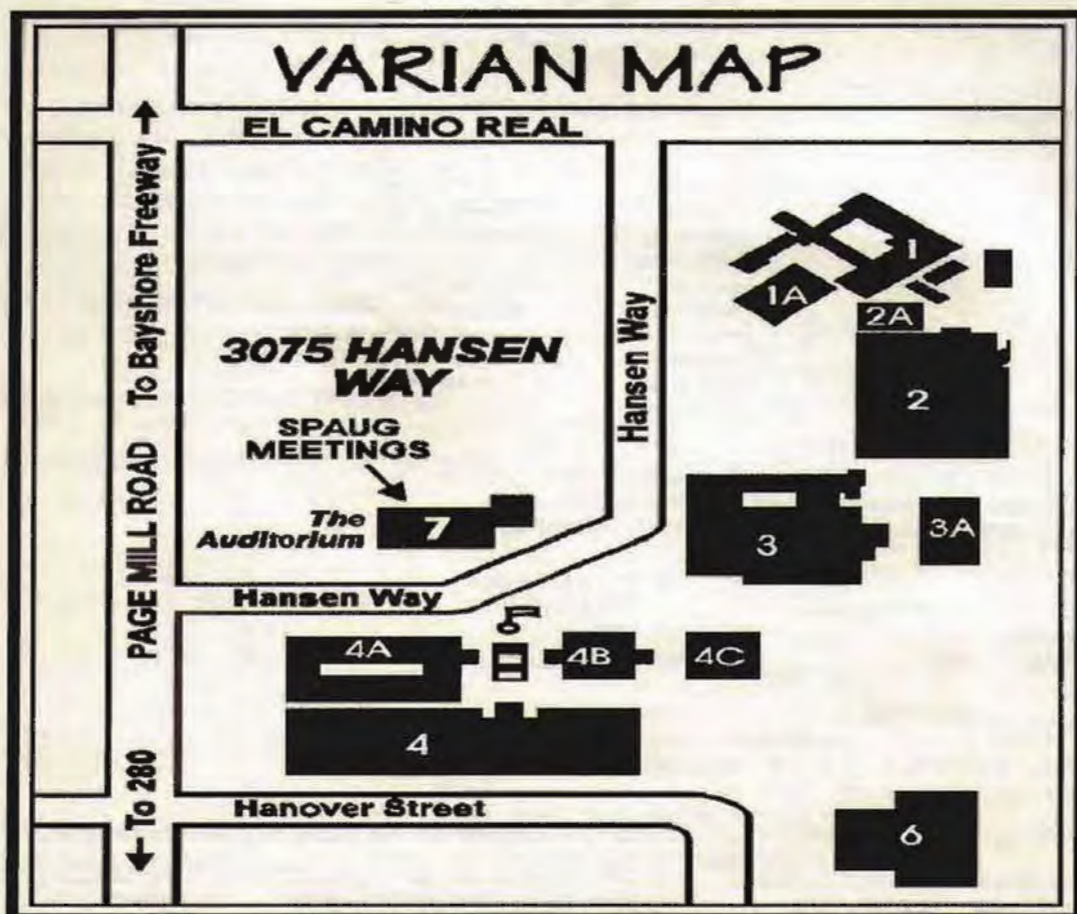 VARIAN MAP
EL CAMINO REAL
To Bayshore Freeway
PAGE MILL ROAD
To 280
Hansen Way
3075 HANSEN
WAY
SPAUG
MEETINGS
The
Auditorium
7
Hansen Way
1
1A
2A
2
3
3A
4A
4B
4C
4
Hanover Street
6